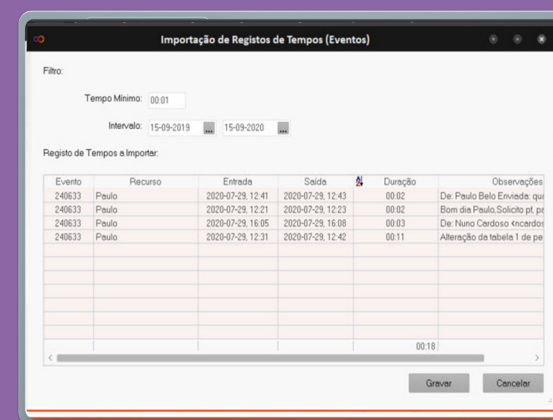 Importação de Registos de Tempos (Eventos)
Filtro:
Tempo Mínimo: 00:01
Intervalo: 15-09-2019 ... 15-09-2020 ...
Registo de Tempos a Importar:
Evento Recurso Entrada Saída Duração Observações
240633 Paulo 2020-07-29, 12:41 2020-07-29, 12:43 00:02 De: Paulo Belo Enviada: qua
240633 Paulo 2020-07-29, 12:21 2020-07-29, 12:23 00:02 Bom dia Paulo,Solicito pf, pe
240633 Paulo 2020-07-29, 16:05 2020-07-29, 16:08 00:03 De: Nuno Cardoso <ncardos
240633 Paulo 2020-07-29, 12:31 2020-07-29, 12:42 00:11 Alteração da tabela 1 de pe
00:18
Gravar Cancelar